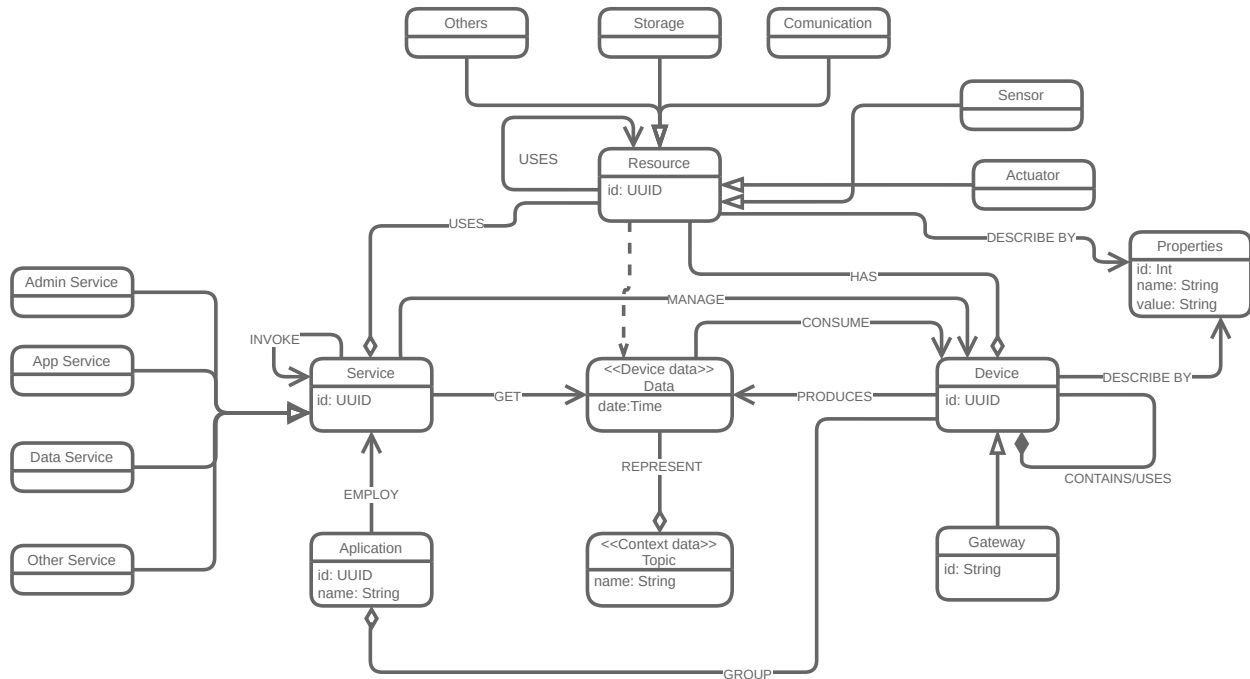 Others
Storage
Comunication
Sensor
USES
Resource
id: UUID
Actuator
USES
DESCRIBE BY
Properties
id: Int
name: String
value: String
Admin Service
HAS
MANAGE
INVOKE
CONSUME
App Service
Service
id: UUID
GET
<<Device data>>
Data
date:Time
PRODUCES
Device
id: UUID
DESCRIBE BY
Data Service
REPRESENT
CONTAINS/USES
EMPLOY
Other Service
Aplication
id: UUID
name: String
<<Context data>>
Topic
name: String
Gateway
id: String
GROUP